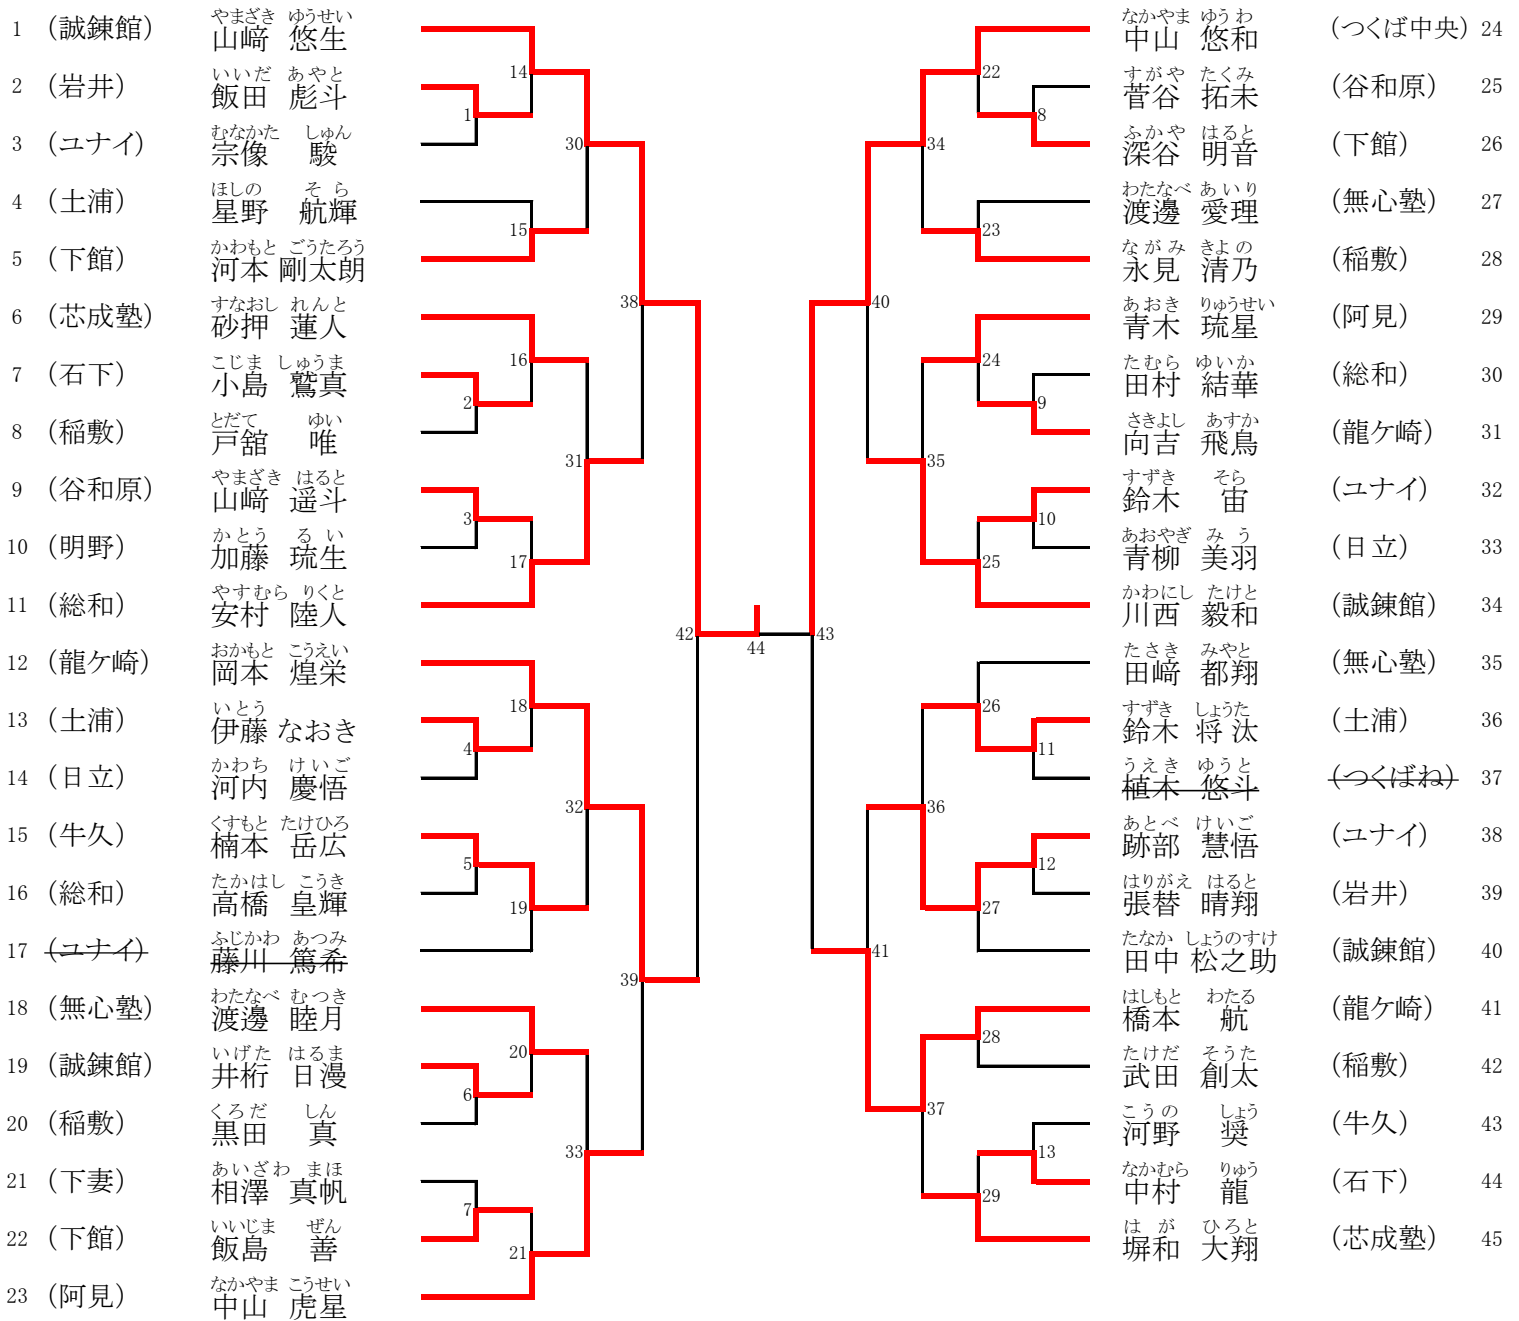 やまざき ゆうせい
1 (誠錬館) 山﨑 悠生
いいだ あやと
2 (岩井) 飯田 彪斗
むなかた しゅん
3 (ユナイ) 宗像 駿
ほしの そら
4 (土浦) 星野 航輝
かわもと ごうたろう
5 (下館) 河本 剛太朗
すなおし れんと
6 (芯成塾) 砂押 蓮人
こじま しゅうま
7 (石下) 小島 鷲真
とだて ゆい
8 (稲敷) 戸舘 唯
やまざき はると
9 (谷和原) 山﨑 遥斗
かとう るい
10 (明野) 加藤 琉生
やすむら りくと
11 (総和) 安村 陸人
おかもと こうえい
12 (龍ケ崎) 岡本 煌栄
いとう
13 (土浦) 伊藤 なおき
かわち けいご
14 (日立) 河内 慶悟
くすもと たけひろ
15 (牛久) 楠本 岳広
たかはし こうき
16 (総和) 高橋 皇輝
ふじかわ あつみ
17 (ユナイ) 藤川 篤希
わたなべ むつき
18 (無心塾) 渡邊 睦月
いげた はるま
19 (誠錬館) 井桁 日漫
くろだ しん
20 (稲敷) 黒田 真
あいざわ まほ
21 (下妻) 相澤 真帆
いいじま ぜん
22 (下館) 飯島 善
なかやま こうせい
23 (阿見) 中山 虎星
14
1
30
15
38
16
2
31
3
17
42
18
4
32
5
19
39
20
6
33
7
21
44
43
22
8
34
23
40
24
9
35
10
25
26
11
36
12
27
41
28
37
13
29
なかやま ゆうわ
中山 悠和 (つくば中央) 24
すがや たくみ
菅谷 拓未 (谷和原) 25
ふかや はると
深谷 明音 (下館) 26
わたなべ あいり
渡邊 愛理 (無心塾) 27
ながみ きよの
永見 清乃 (稲敷) 28
あおき りゅうせい
青木 琉星 (阿見) 29
たむら ゆいか
田村 結華 (総和) 30
さきよし あすか
向吉 飛鳥 (龍ケ崎) 31
すずき そら
鈴木 宙 (ユナイ) 32
あおやぎ みう
青柳 美羽 (日立) 33
かわにし たけと
川西 毅和 (誠錬館) 34
たさき みやと
田﨑 都翔 (無心塾) 35
すずき しょうた
鈴木 将汰 (土浦) 36
うえき ゆうと
植木 悠斗 (つくばね) 37
あとべ けいご
跡部 慧悟 (ユナイ) 38
はりがえ はると
張替 晴翔 (岩井) 39
たなか しょうのすけ
田中 松之助 (誠錬館) 40
はしもと わたる
橋本 航 (龍ケ崎) 41
たけだ そうた
武田 創太 (稲敷) 42
こうの しょう
河野 奨 (牛久) 43
なかむら りゅう
中村 龍 (石下) 44
はが ひろと
塀和 大翔 (芯成塾) 45